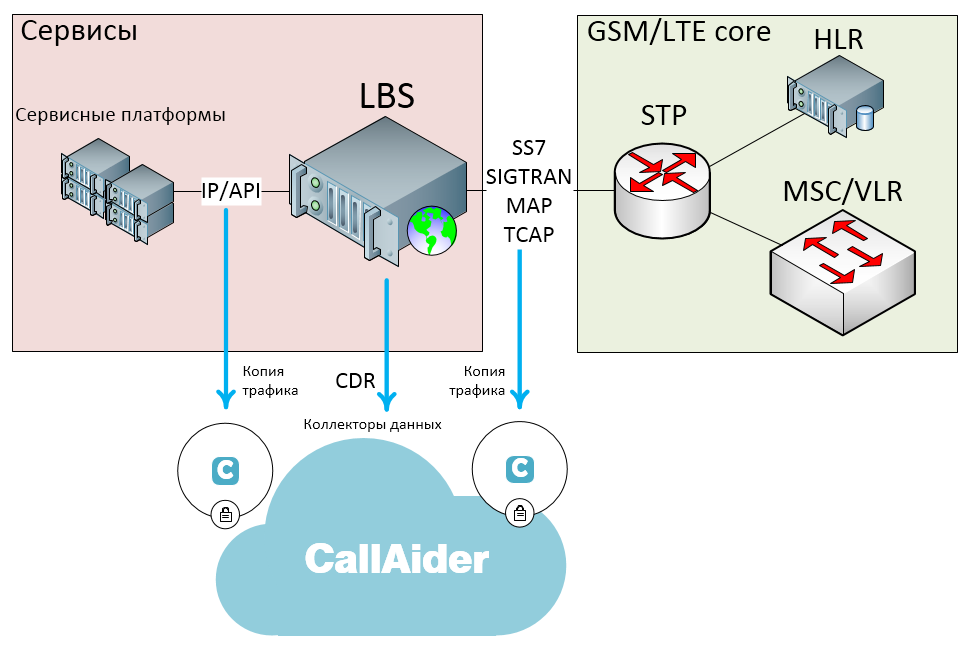 Сервисы
GSM/LTE core
HLR
LBS
Сервисные платформы
STP
SS7
SIGTRAN
MAP
TCAP
IP/API
MSC/VLR
Копия
трафика
CDR
Копия
трафика
Коллекторы данных
C
C
CallAider